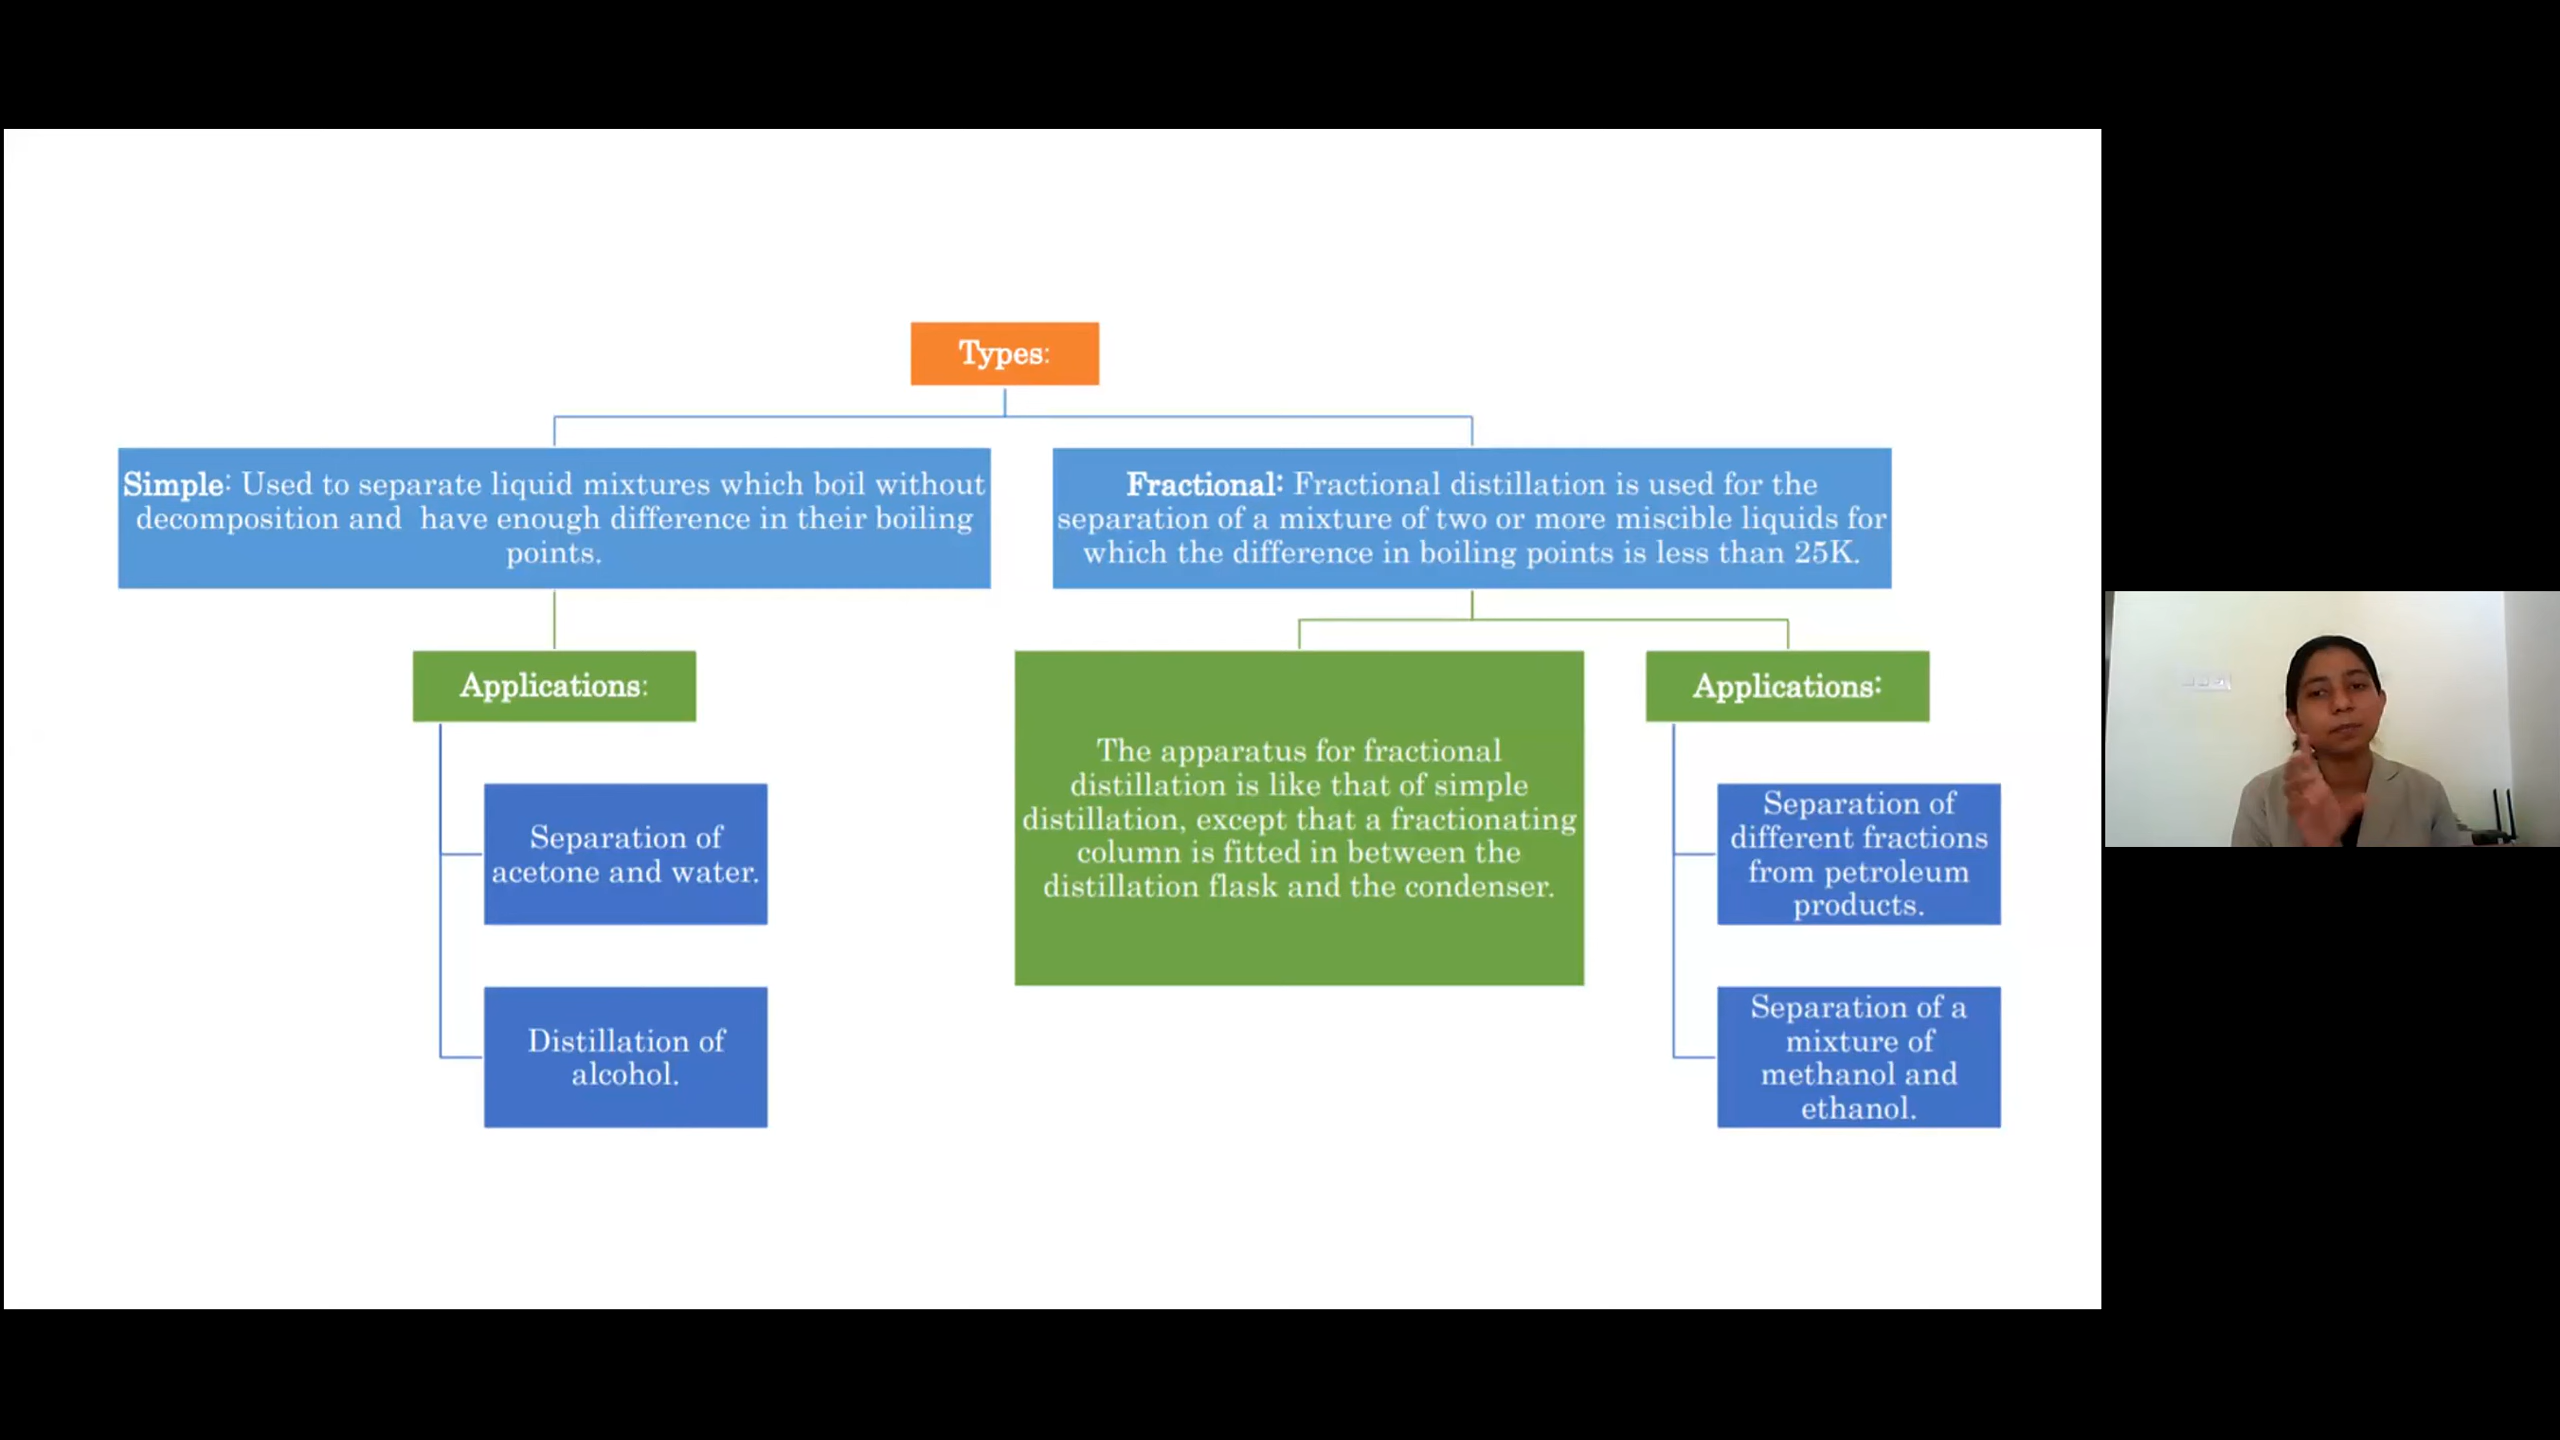 Types:
Simple: Used to separate liquid mixtures which boil without
decomposition and  have enough difference in their boiling
points.
Fractional: Fractional distillation is used for the
separation of a mixture of two or more miscible liquids for
which the difference in boiling points is less than 25K.
Applications:
Separation of
acetone and water.
Distillation of
alcohol.
The apparatus for fractional
distillation is like that of simple
distillation, except that a fractionating
column is fitted in between the
distillation flask and the condenser.
Applications:
Separation of
different fractions
from petroleum
products.
Separation of a
mixture of
methanol and
ethanol.